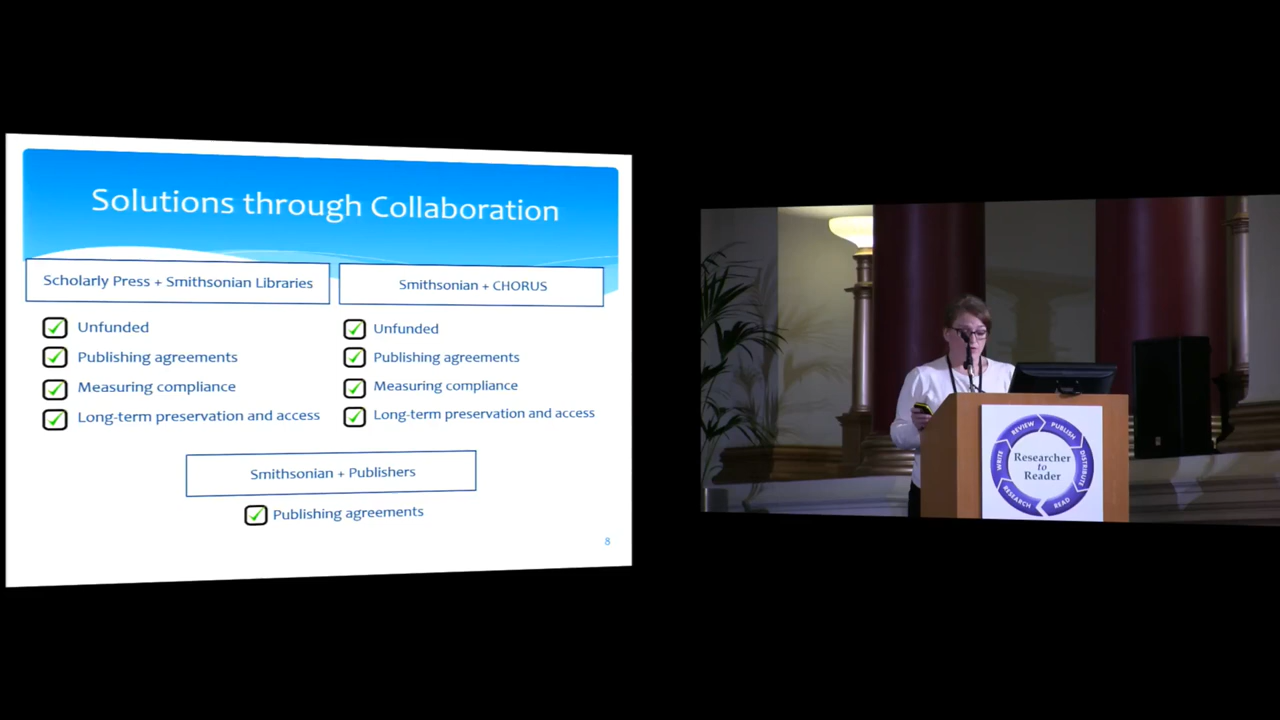 Solutions through Collaboration
Scholarly Press + Smithsonian Libraries
Unfunded
Publishing agreements
Measuring compliance
Long-term preservation and access
Smithsonian + CHORUS
Unfunded
Publishing agreements
Measuring compliance
Long-term preservation and access
Smithsonian + Publishers
Publishing agreements
8
REVIEW
PUBLISH
DISTRIBUTE
READ
RESEARCH
WRITE
Researcher
to
Reader